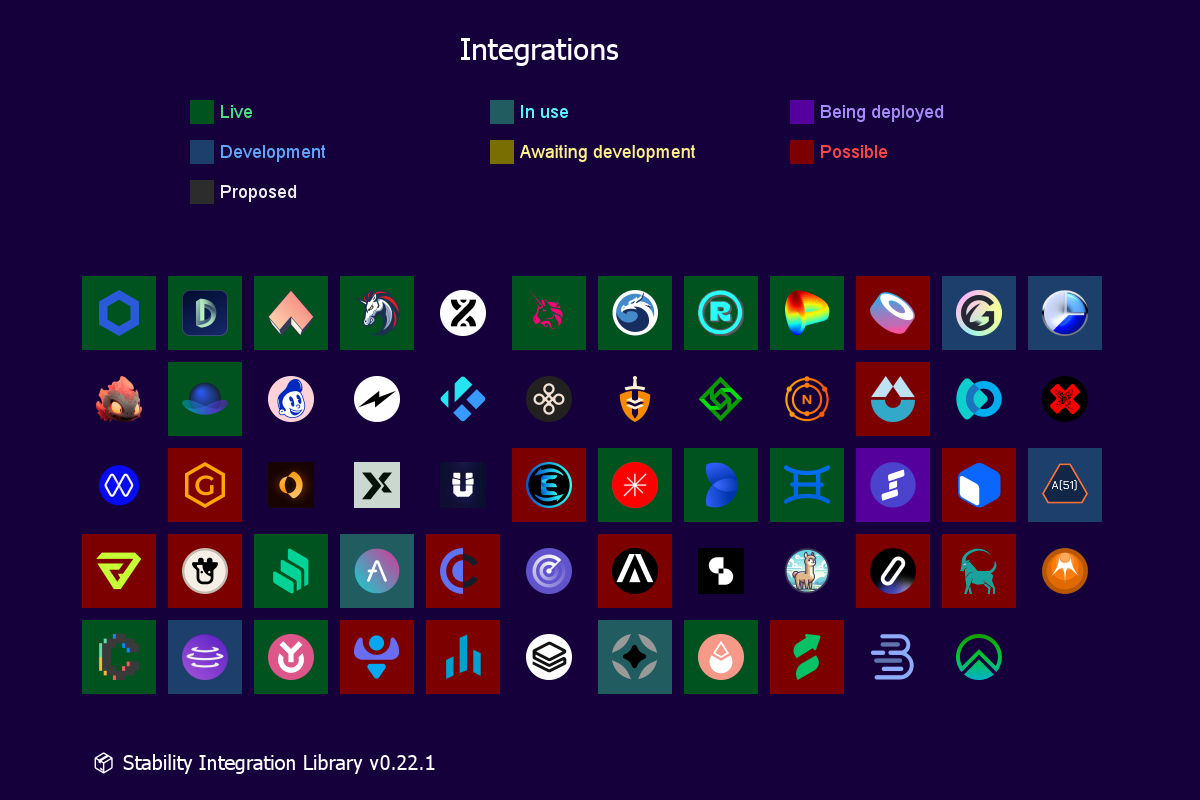 Integrations
Live
In use
Being deployed
Development
Awaiting development
Possible
Proposed
R
N
G
E
A[51]
Stability Integration Library v0.22.1